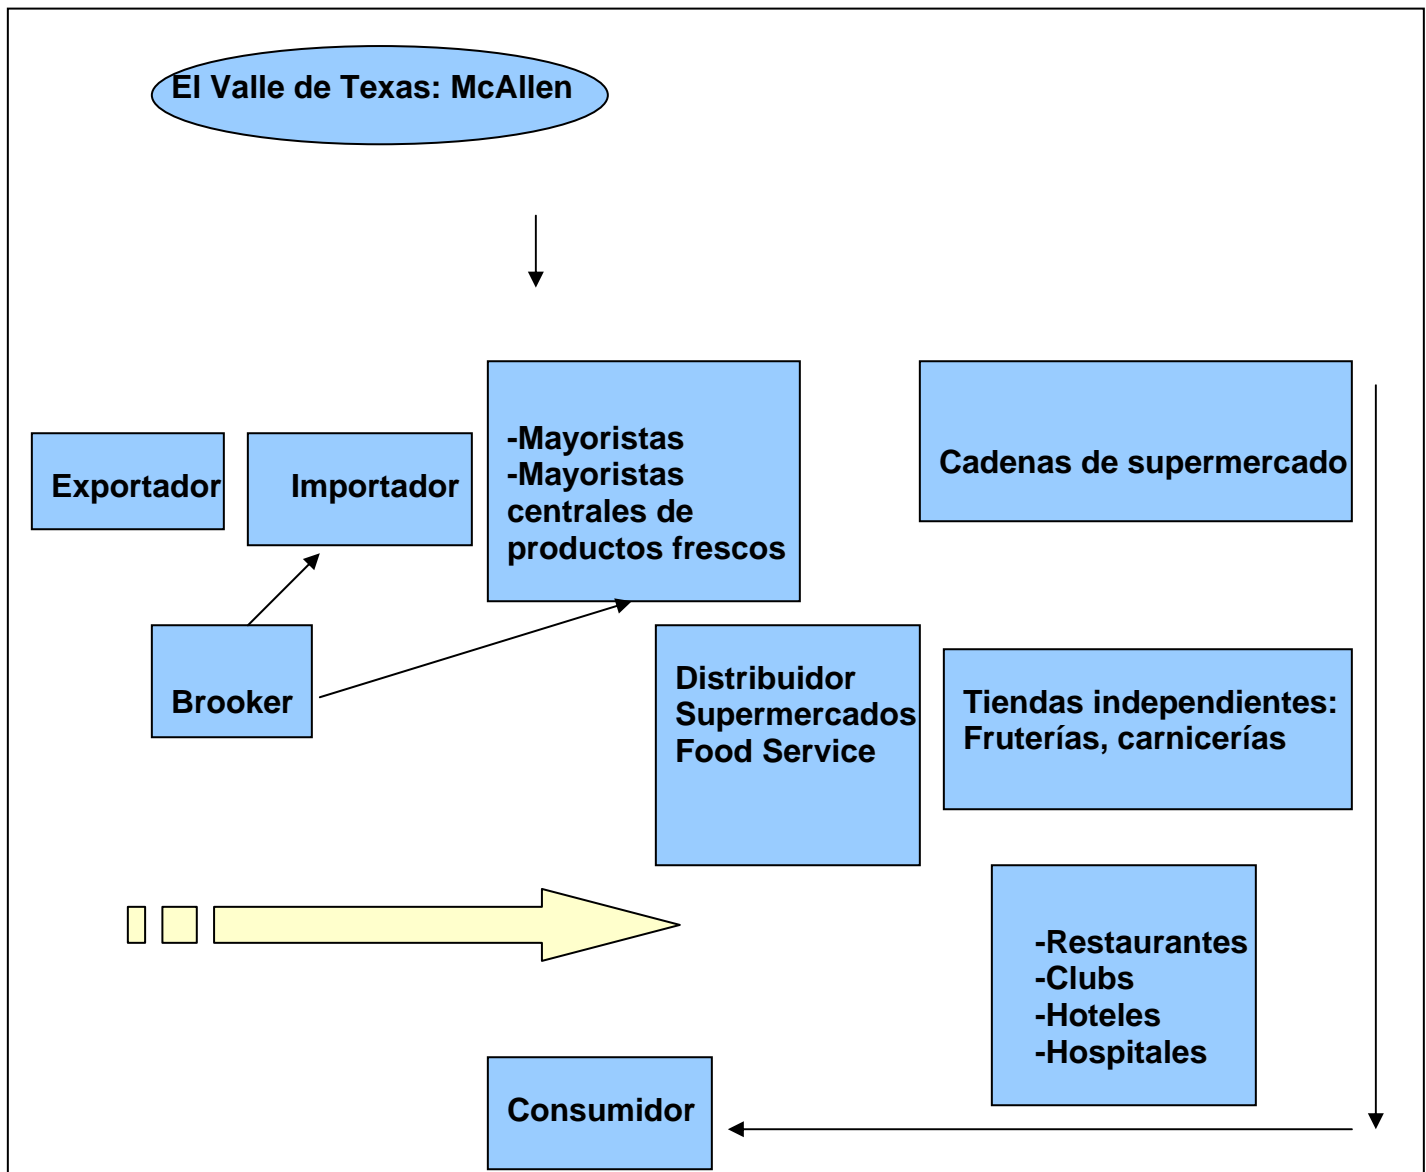 El Valle de Texas: McAllen
-Mayoristas
-Mayoristas
centrales de
productos frescos
Cadenas de supermercado
Exportador
Importador
Brooker
Distribuidor
Supermercados
Food Service
Tiendas independientes:
Fruterías, carnicerías
-Restaurantes
-Clubs
-Hoteles
-Hospitales
Consumidor